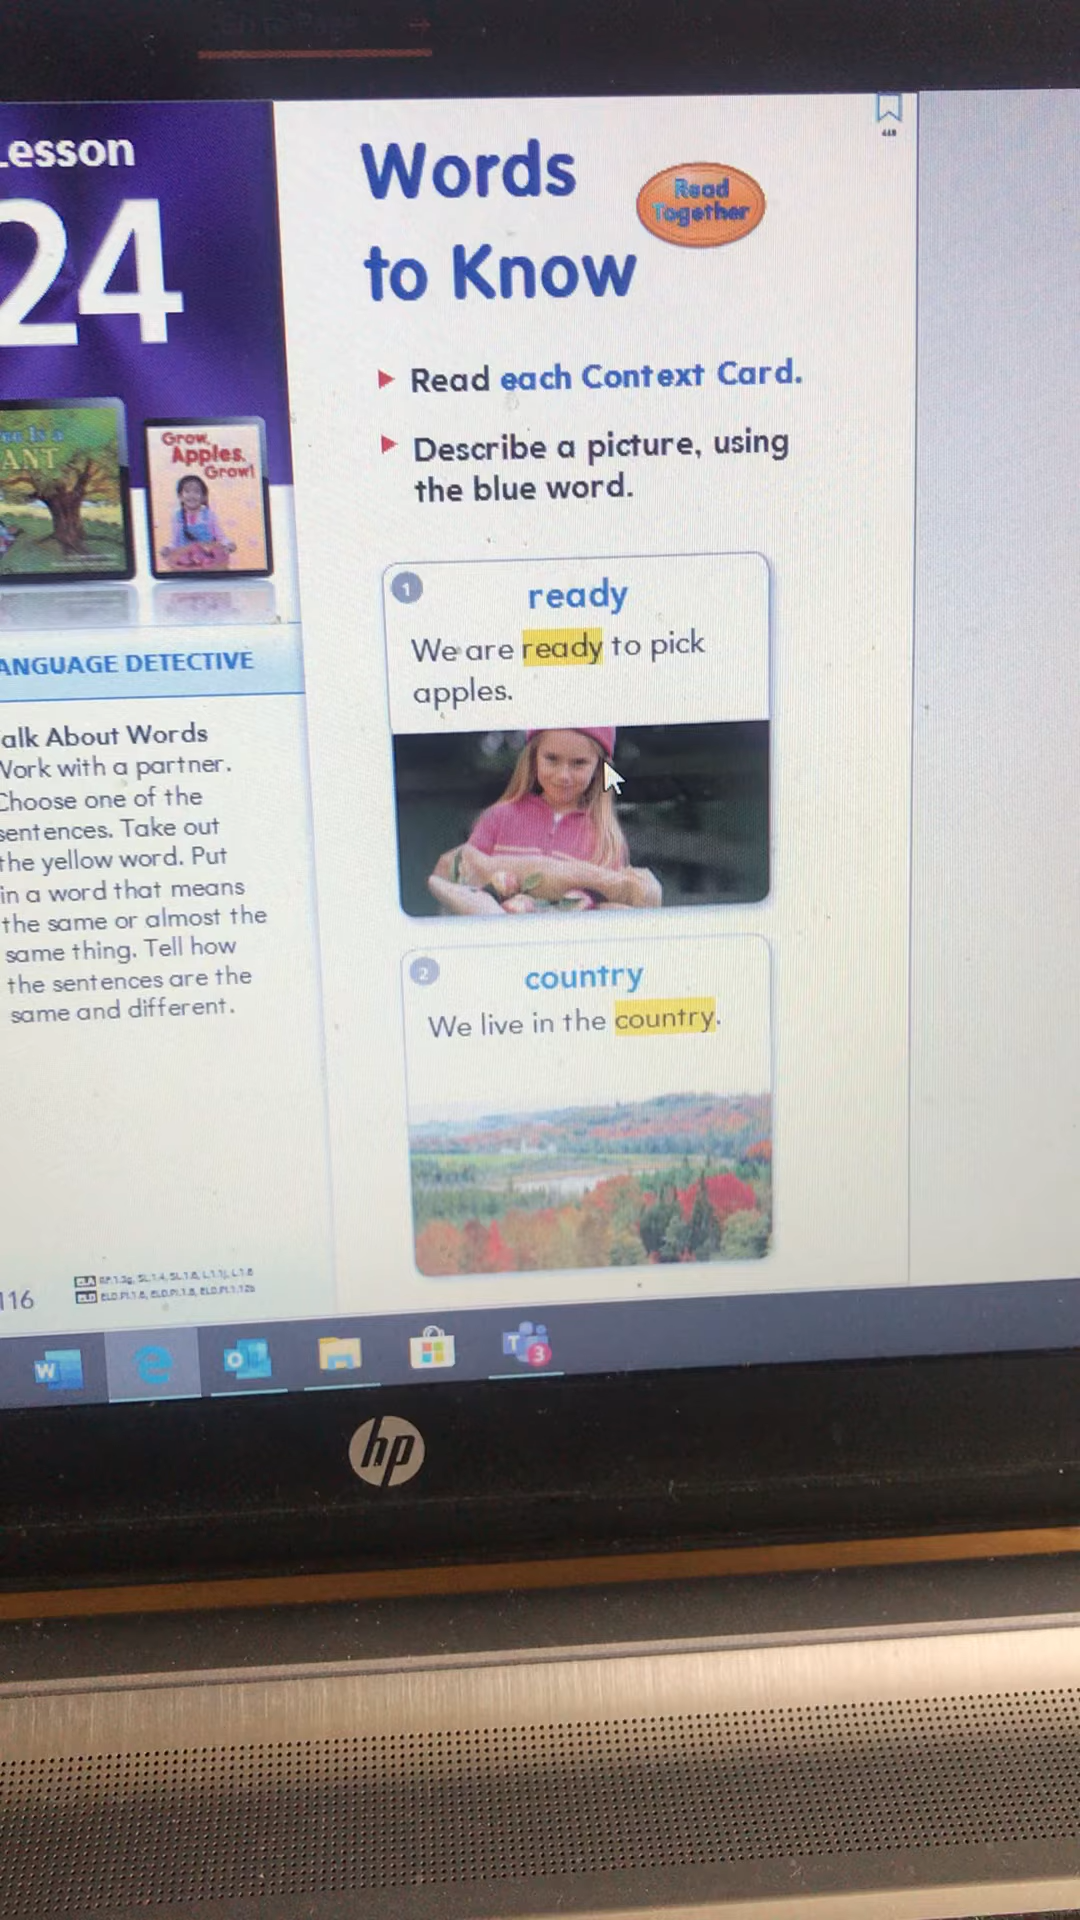 Lesson
24
ANT
Grow,
Apples,
Grow!
LANGUAGE DETECTIVE
Talk About Words
Work with a partner.
Choose one of the
sentences. Take out
the yellow word. Put
in a word that means
the same or almost the
same thing. Tell how
the sentences are the
same and different.
116
Words
to Know
Read
Together
► Read each Context Card.
► Describe a picture, using
the blue word.
1
ready
We are ready to pick
apples.
2
country
We live in the country.
W
e
O
T
3
hp